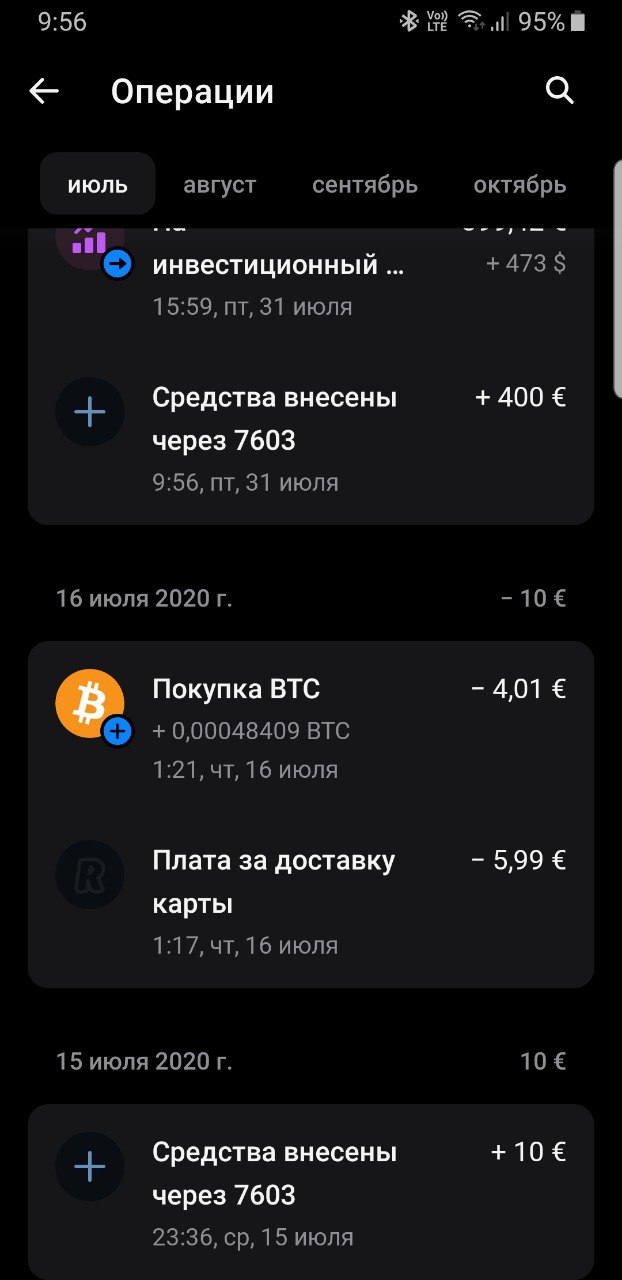 9:56
Vo))
LTE
95%
Операции
июль
август
сентябрь
октябрь
На
инвестиционный ...
+ 473 $
15:59, пт, 31 июля
Средства внесены
+ 400 €
через 7603
9:56, пт, 31 июля
16 июля 2020 г.
− 10 €
Покупка BTC
− 4,01 €
+ 0,00048409 BTC
1:21, чт, 16 июля
Плата за доставку
− 5,99 €
карты
1:17, чт, 16 июля
15 июля 2020 г.
10 €
Средства внесены
+ 10 €
через 7603
23:36, ср, 15 июля